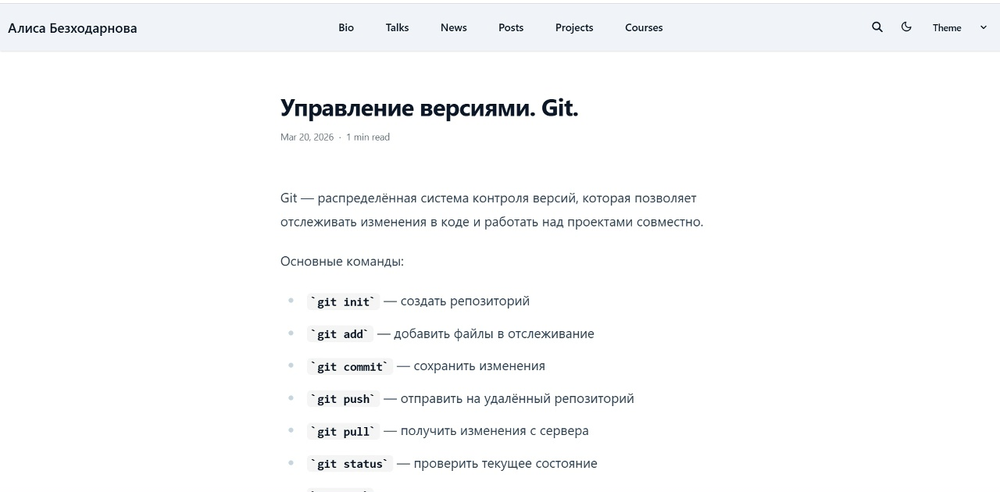 Алиса Безходарнова
Bio Talks News Posts Projects Courses
Theme
Управление версиями. Git.
Mar 20, 2026 · 1 min read
Git — распределённая система контроля версий, которая позволяет
отслеживать изменения в коде и работать над проектами совместно.
Основные команды:
`git init` — создать репозиторий
`git add` — добавить файлы в отслеживание
`git commit` — сохранить изменения
`git push` — отправить на удалённый репозиторий
`git pull` — получить изменения с сервера
`git status` — проверить текущее состояние